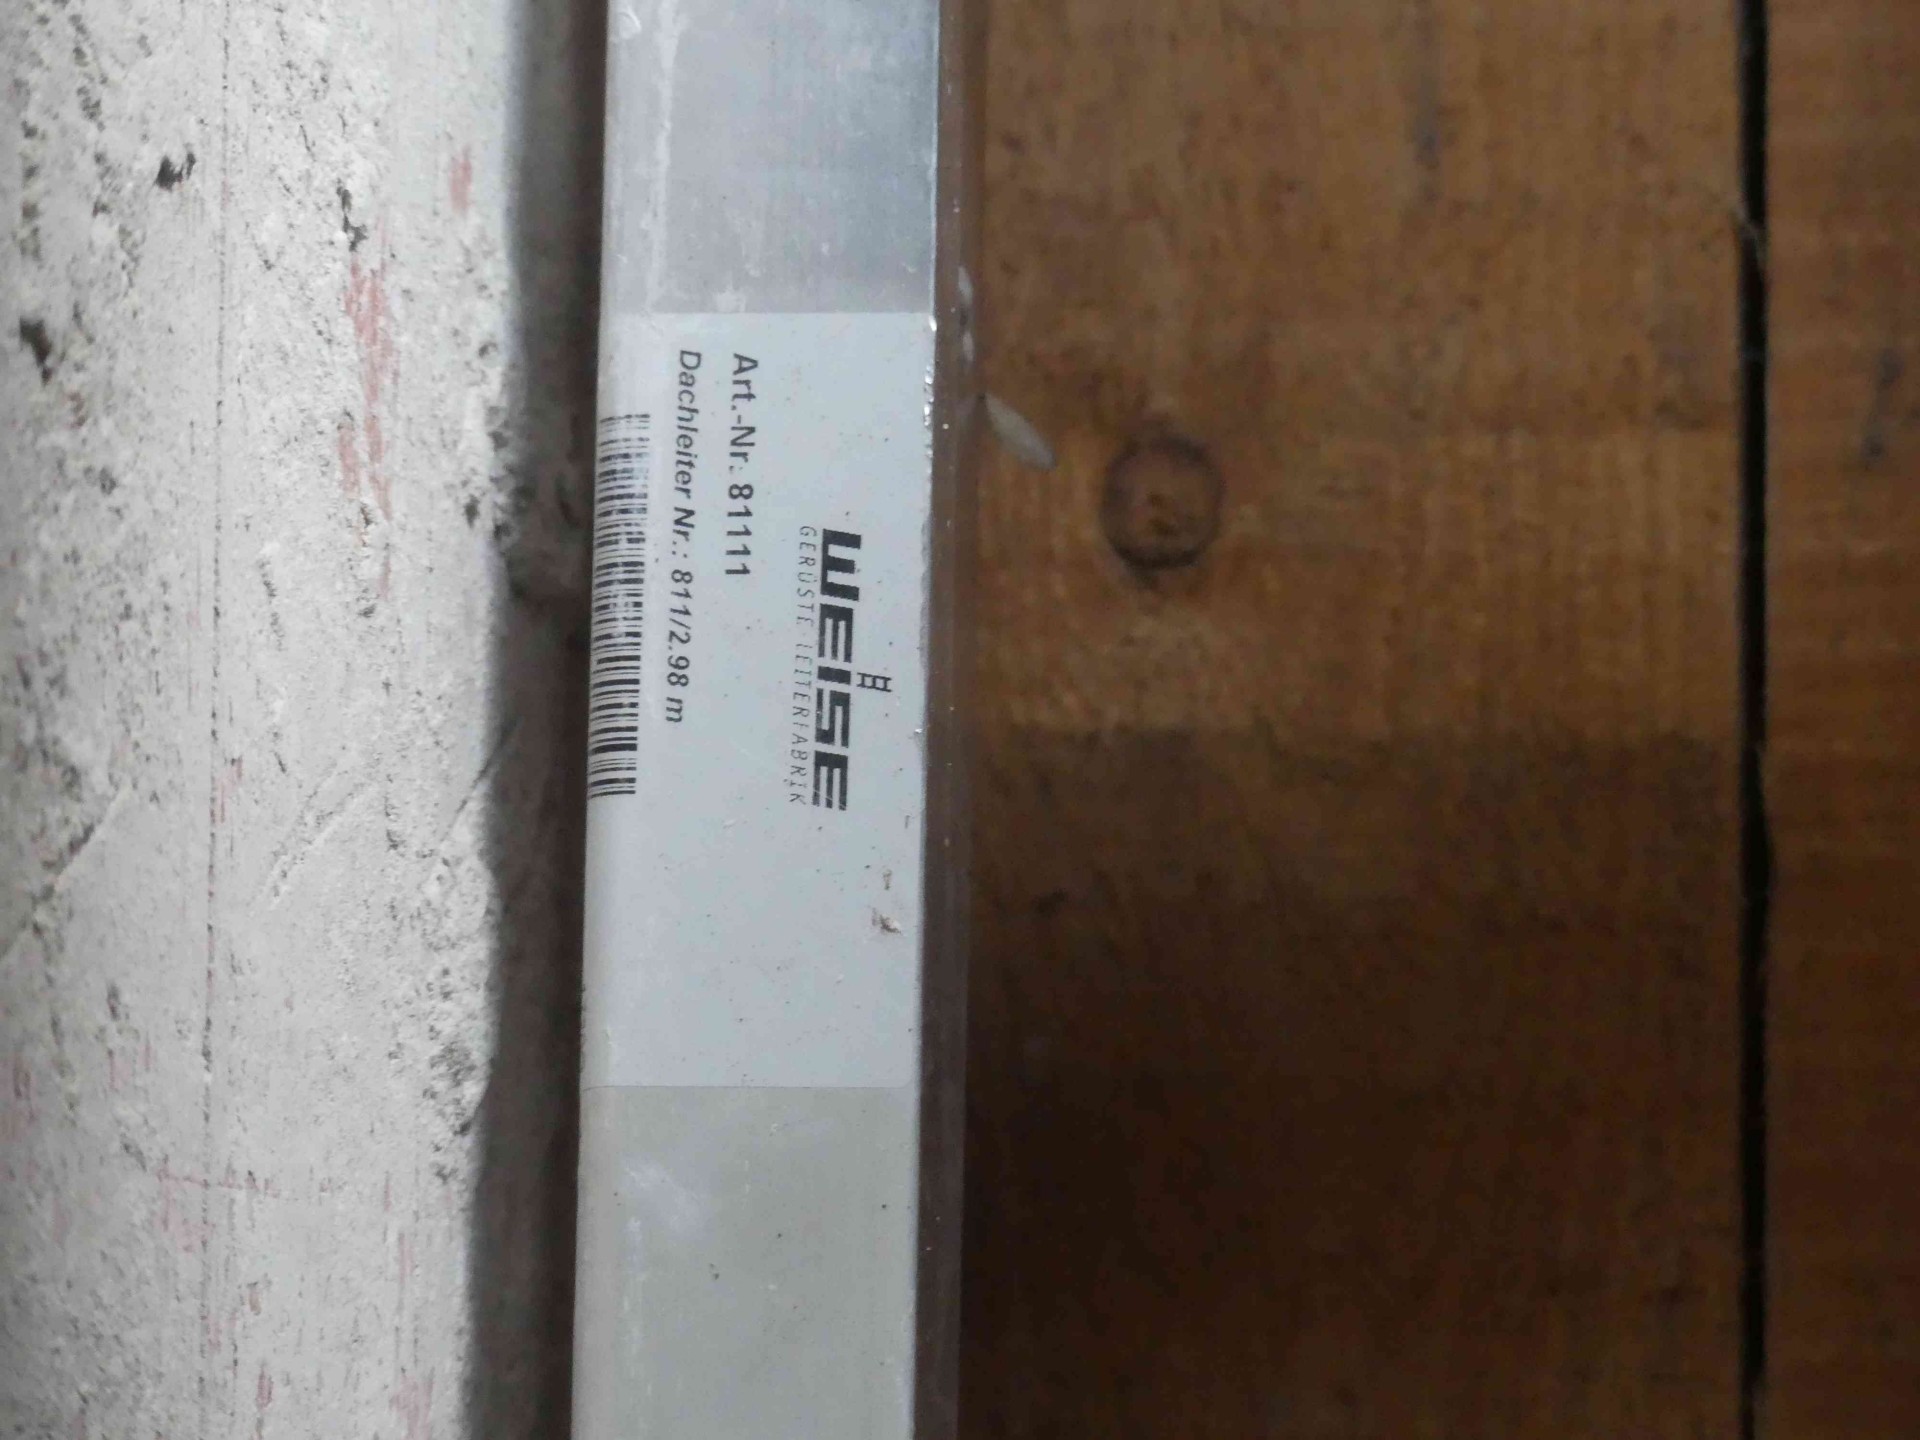 WEISE
GERÜSTE LEITERFABRIK
Art.-Nr. 81111
Dachleiter Nr.: 811/2.98 m